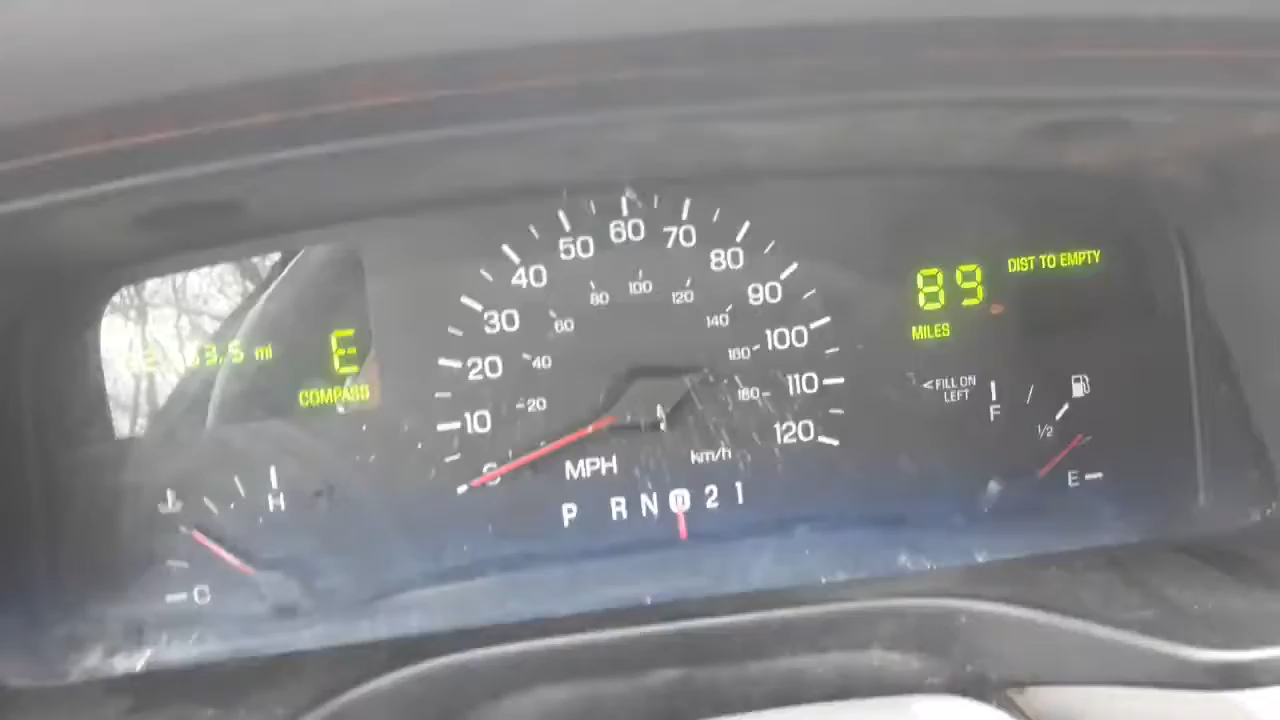 mi
E
COMPASS
H
C
0
10
20
30
40
50
60
70
80
90
100
110
120
20
40
60
80
100
120
140
160
180
MPH
km/h
P R N D 2 1
89
MILES
DIST TO EMPTY
<FILL ON
LEFT
F
1/2
E